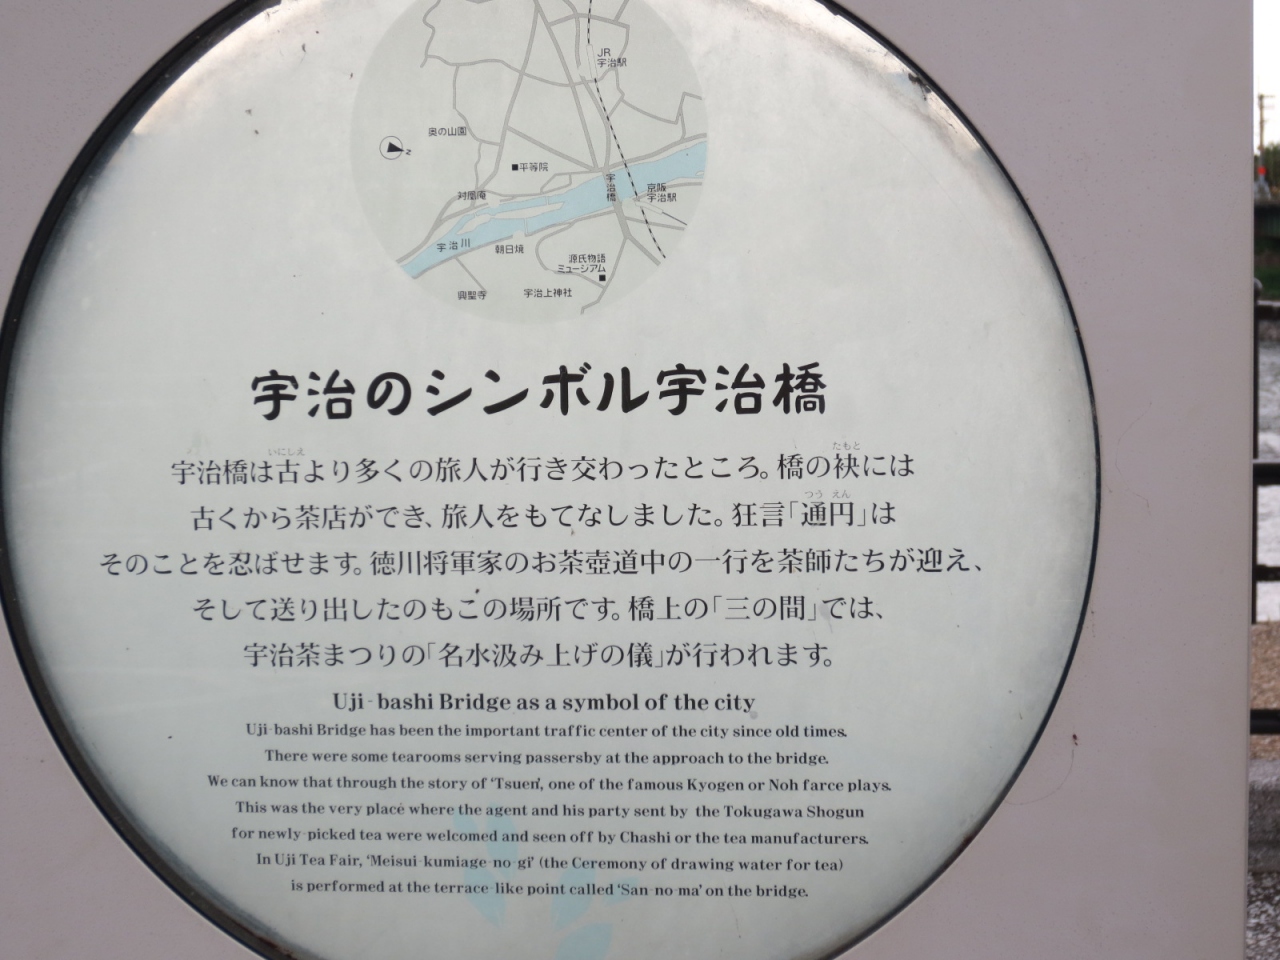 JR
宇治駅
奥の山園
N
平等院
宇治橋
京阪
宇治駅
対鳳庵
宇治川
朝日焼
源氏物語
ミュージアム
興聖寺
宇治上神社
宇治のシンボル宇治橋
いにしえ
たもと
宇治橋は古より多くの旅人が行き交わったところ。橋の袂には
つう えん
古くから茶店ができ、旅人をもてなしました。狂言「通円」は
そのことを忍ばせます。徳川将軍家のお茶壺道中の一行を茶師たちが迎え、
そして送り出したのもこの場所です。橋上の「三の間」では、
宇治茶まつりの「名水汲み上げの儀」が行われます。
Uji-bashi Bridge as a symbol of the city
Uji-bashi Bridge has been the important traffic center of the city since old times.
There were some tearooms serving passersby at the approach to the bridge.
We can know that through the story of 'Tsuen', one of the famous Kyogen or Noh farce plays.
This was the very place where the agent and his party sent by the Tokugawa Shogun
for newly-picked tea were welcomed and seen off by Chashi or the tea manufacturers.
In Uji Tea Fair, 'Meisui-kumiage-no-gi' (the Ceremony of drawing water for tea)
is performed at the terrace-like point called 'San-no-ma' on the bridge.